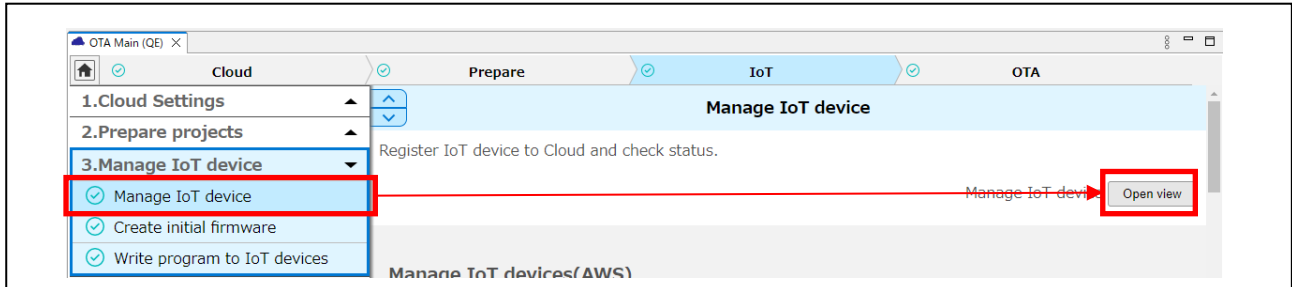 OTA Main (QE)
Cloud
Prepare
IoT
OTA
1.Cloud Settings
2.Prepare projects
3.Manage IoT device
Manage IoT device
Create initial firmware
Write program to IoT devices
Manage IoT device
Register IoT device to Cloud and check status.
Manage IoT device
Open view
Manage IoT devices(AWS)